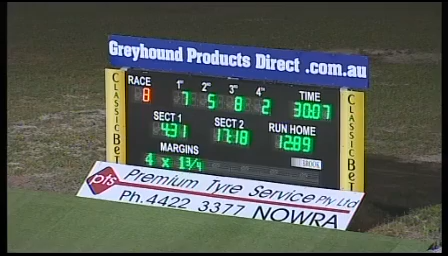 Greyhound Products Direct .com.au
RACE 1st 2nd 3rd 4th
8 7 5 8 2 TIME
30:07
SECT 1 SECT 2 RUN HOME
4.31 17.18 12.89
MARGINS
4 x 1¾
CLASSIC BET
CLASSIC BET
pts Premium Tyre Service Pty Ltd
Ph. 4422 3377 NOWRA